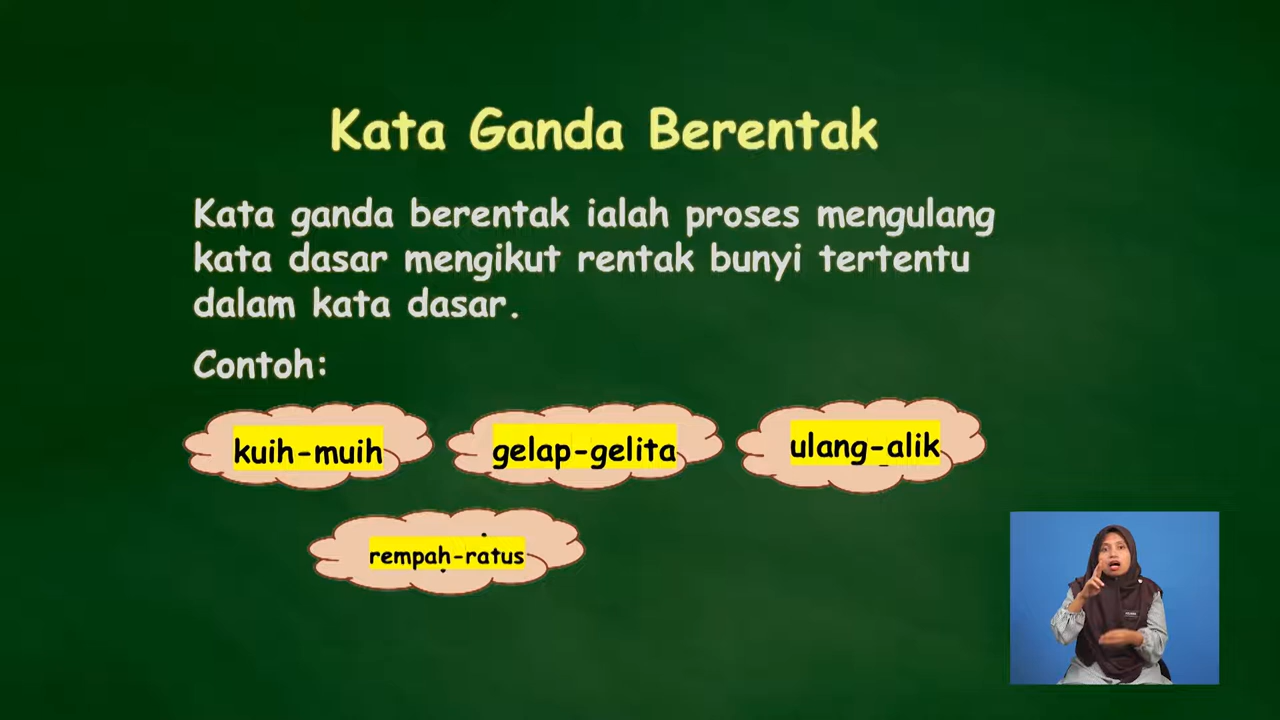 Kata Ganda Berentak
Kata ganda berentak ialah proses mengulang
kata dasar mengikut rentak bunyi tertentu
dalam kata dasar.
Contoh:
kuih-muih
gelap-gelita
ulang-alik
rempah-ratus